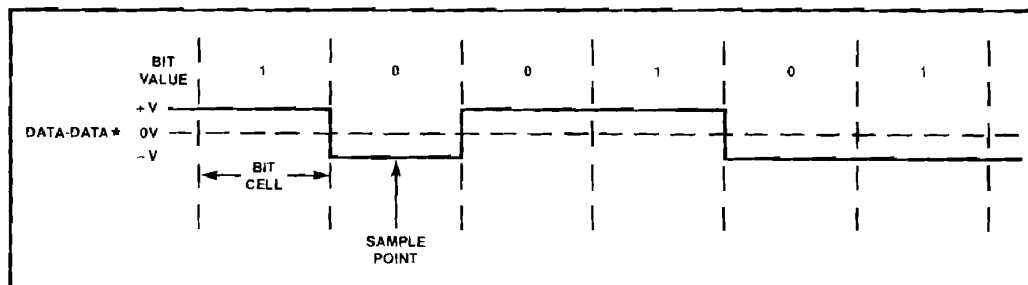 BIT VALUE 1 0 0 1 0 1
+V
DATA-DATA* 0V
-V
BIT CELL
SAMPLE POINT